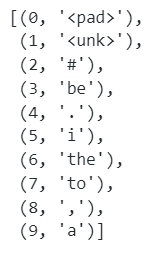 [(0, '<pad>'),
(1, '<unk>'),
(2, '#'),
(3, 'be'),
(4, '.'),
(5, 'i'),
(6, 'the'),
(7, 'to'),
(8, ','),
(9, 'a')]